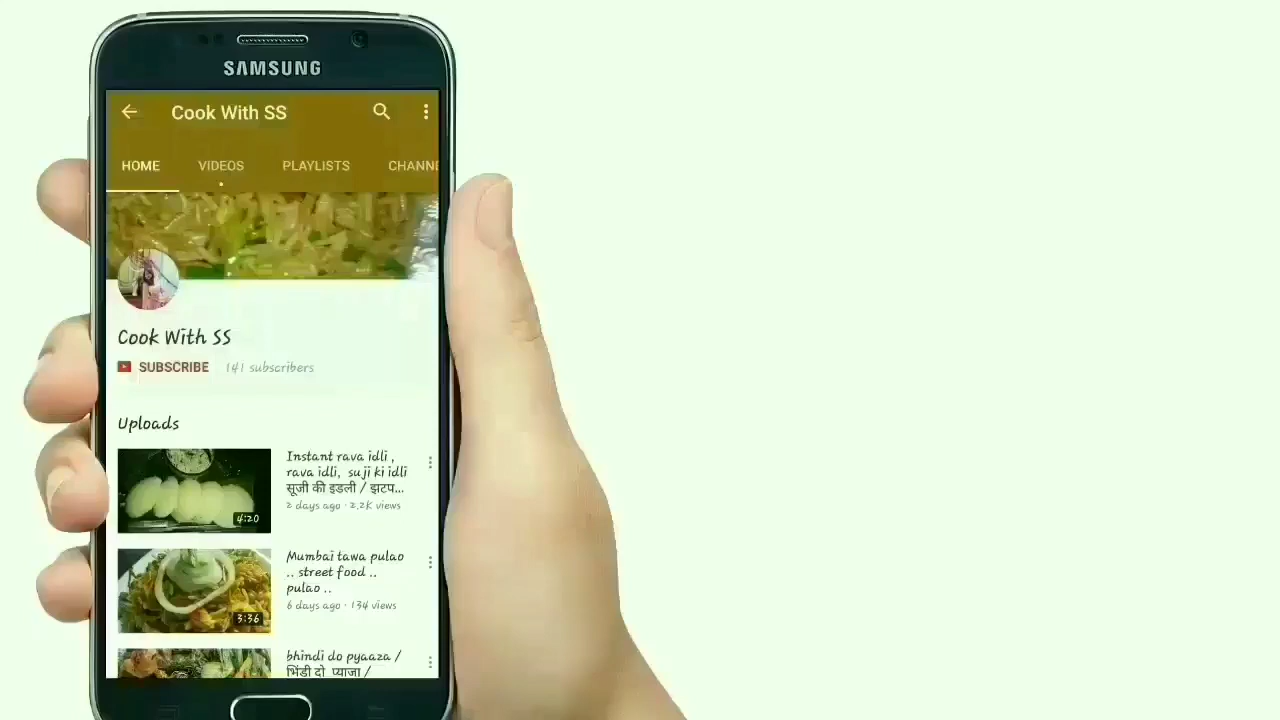 SAMSUNG
Cook With SS
HOME VIDEOS PLAYLISTS CHANNE
Cook With SS
SUBSCRIBE 141 subscribers
Uploads
Instant rava idli ,
rava idli, suji ki idli
सूजी की इडली / झटप...
2 days ago · 2.2K views
4:20
Mumbai tawa pulao
.. street food ..
pulao ..
6 days ago · 134 views
3:36
bhindi do pyaaza /
भिंडी दो प्याजा /